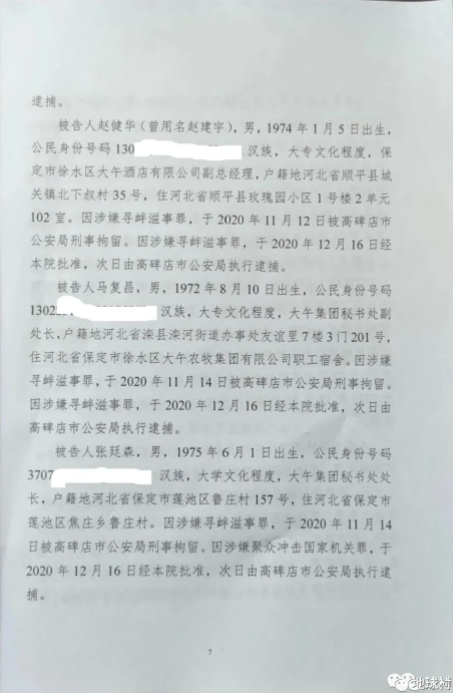 逮捕。
被告人赵健华（曾用名赵建宇），男，1974 年 1 月 5 日出生，
公民身份号码 130 汉族，大专文化程度，保
定市徐水区大午酒店有限公司副总经理，户籍地河北省顺平县城
关镇北下叔村 35 号，住河北省顺平县玫瑰园小区 1 号楼 2 单元
102 室。因涉嫌寻衅滋事罪，于 2020 年 11 月 12 日被高碑店市
公安局刑事拘留。因涉嫌寻衅滋事罪，于 2020 年 12 月 16 日经
本院批准，次日由高碑店市公安局执行逮捕。
被告人马复昌，男，1972 年 8 月 10 日出生，公民身份号码
1302 汉族，大专文化程度，大午集团秘书处副
处长，户籍地河北省滦县滦河街道办事处友谊里 7 楼 3 门 201 号，
住河北省保定市徐水区大午农牧集团有限公司职工宿舍。因涉嫌
寻衅滋事罪，于 2020 年 11 月 14 日被高碑店市公安局刑事拘留。
因涉嫌寻衅滋事罪，于 2020 年 12 月 16 日经本院批准，次日由
高碑店市公安局执行逮捕。
被告人张廷森，男，1975 年 6 月 1 日出生，公民身份号码
3707 汉族，大学文化程度，大午集团秘书处处
长，户籍地河北省保定市莲池区鲁庄村 157 号，住河北省保定市
莲池区焦庄乡鲁庄村。因涉嫌寻衅滋事罪，于 2020 年 11 月 14
日被高碑店市公安局刑事拘留。因涉嫌聚众冲击国家机关罪，于
2020 年 12 月 16 日经本院批准，次日由高碑店市公安局执行逮
捕。
7
地球村